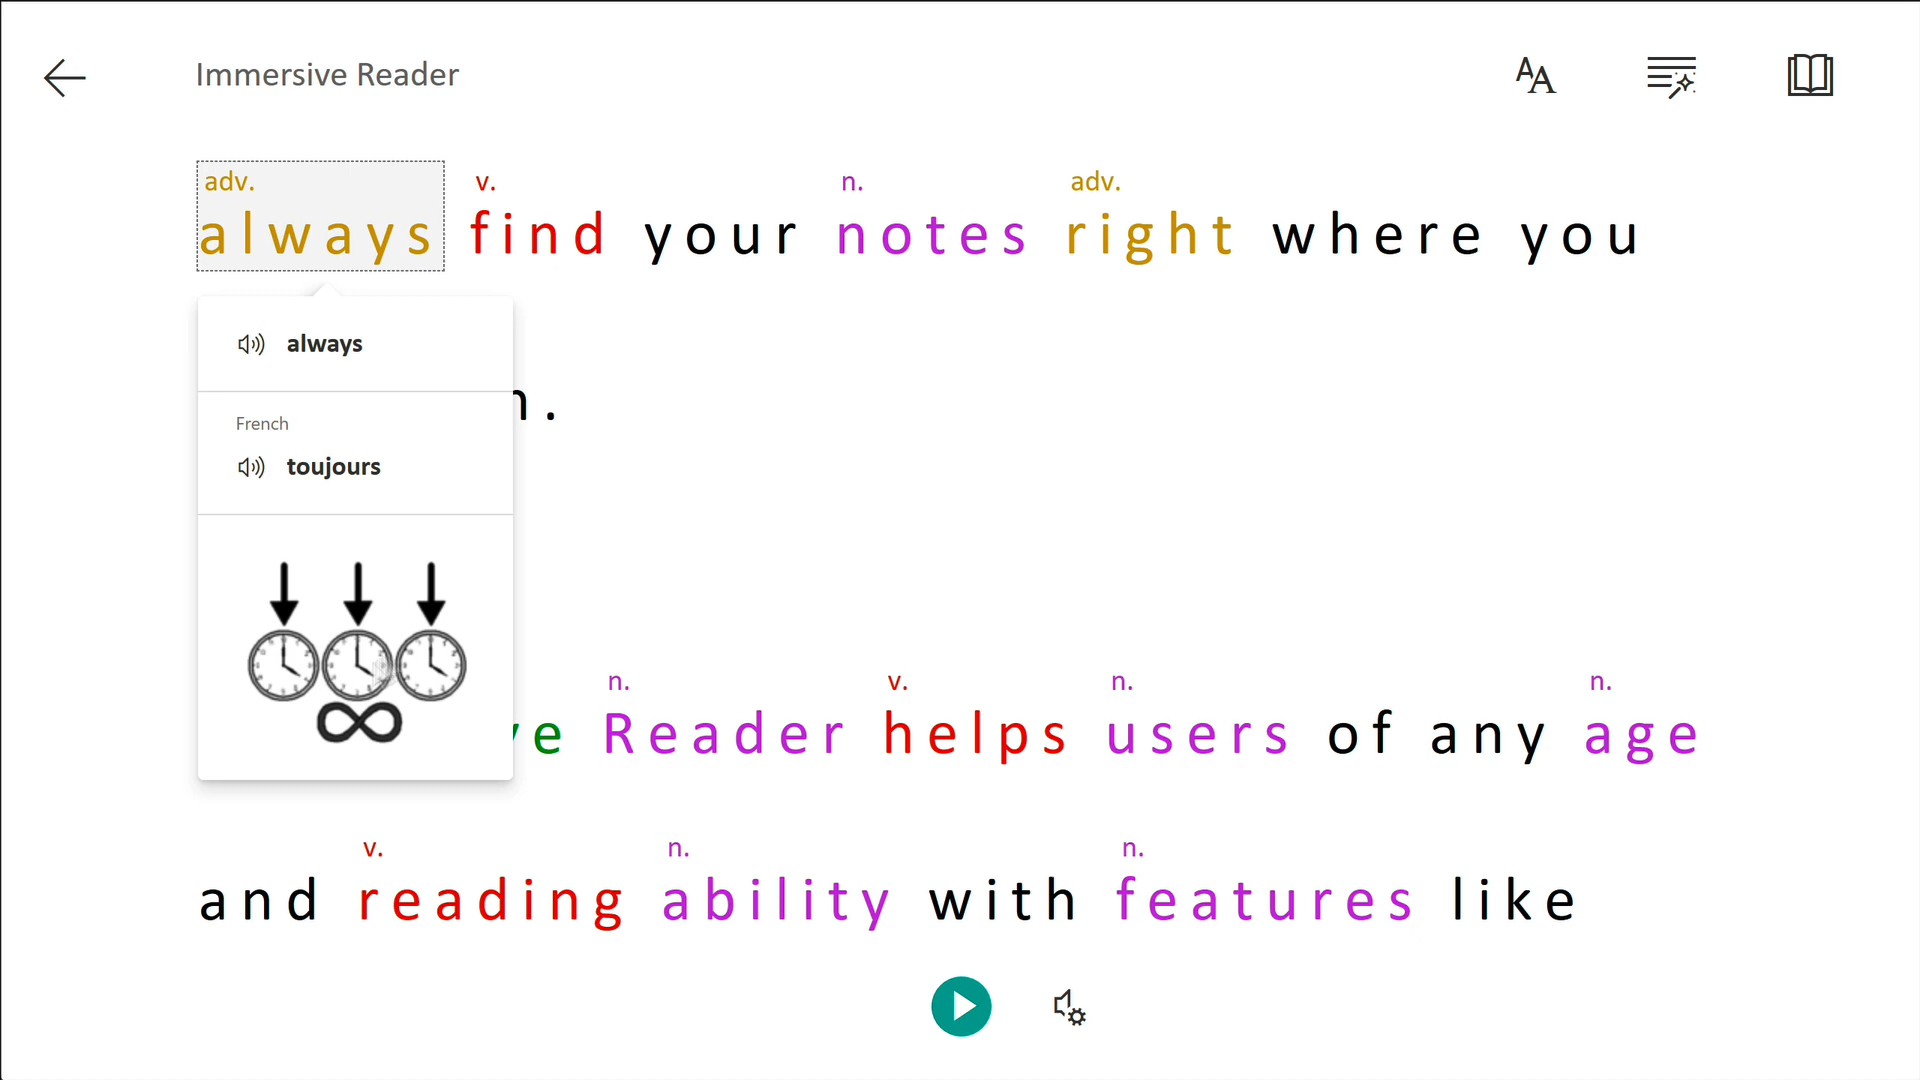 Immersive Reader
adv. v. n. adv.
always find your notes right where you
always
French
toujours
n. v. n. n.
Reader helps users of any age
v. n. n.
and reading ability with features like